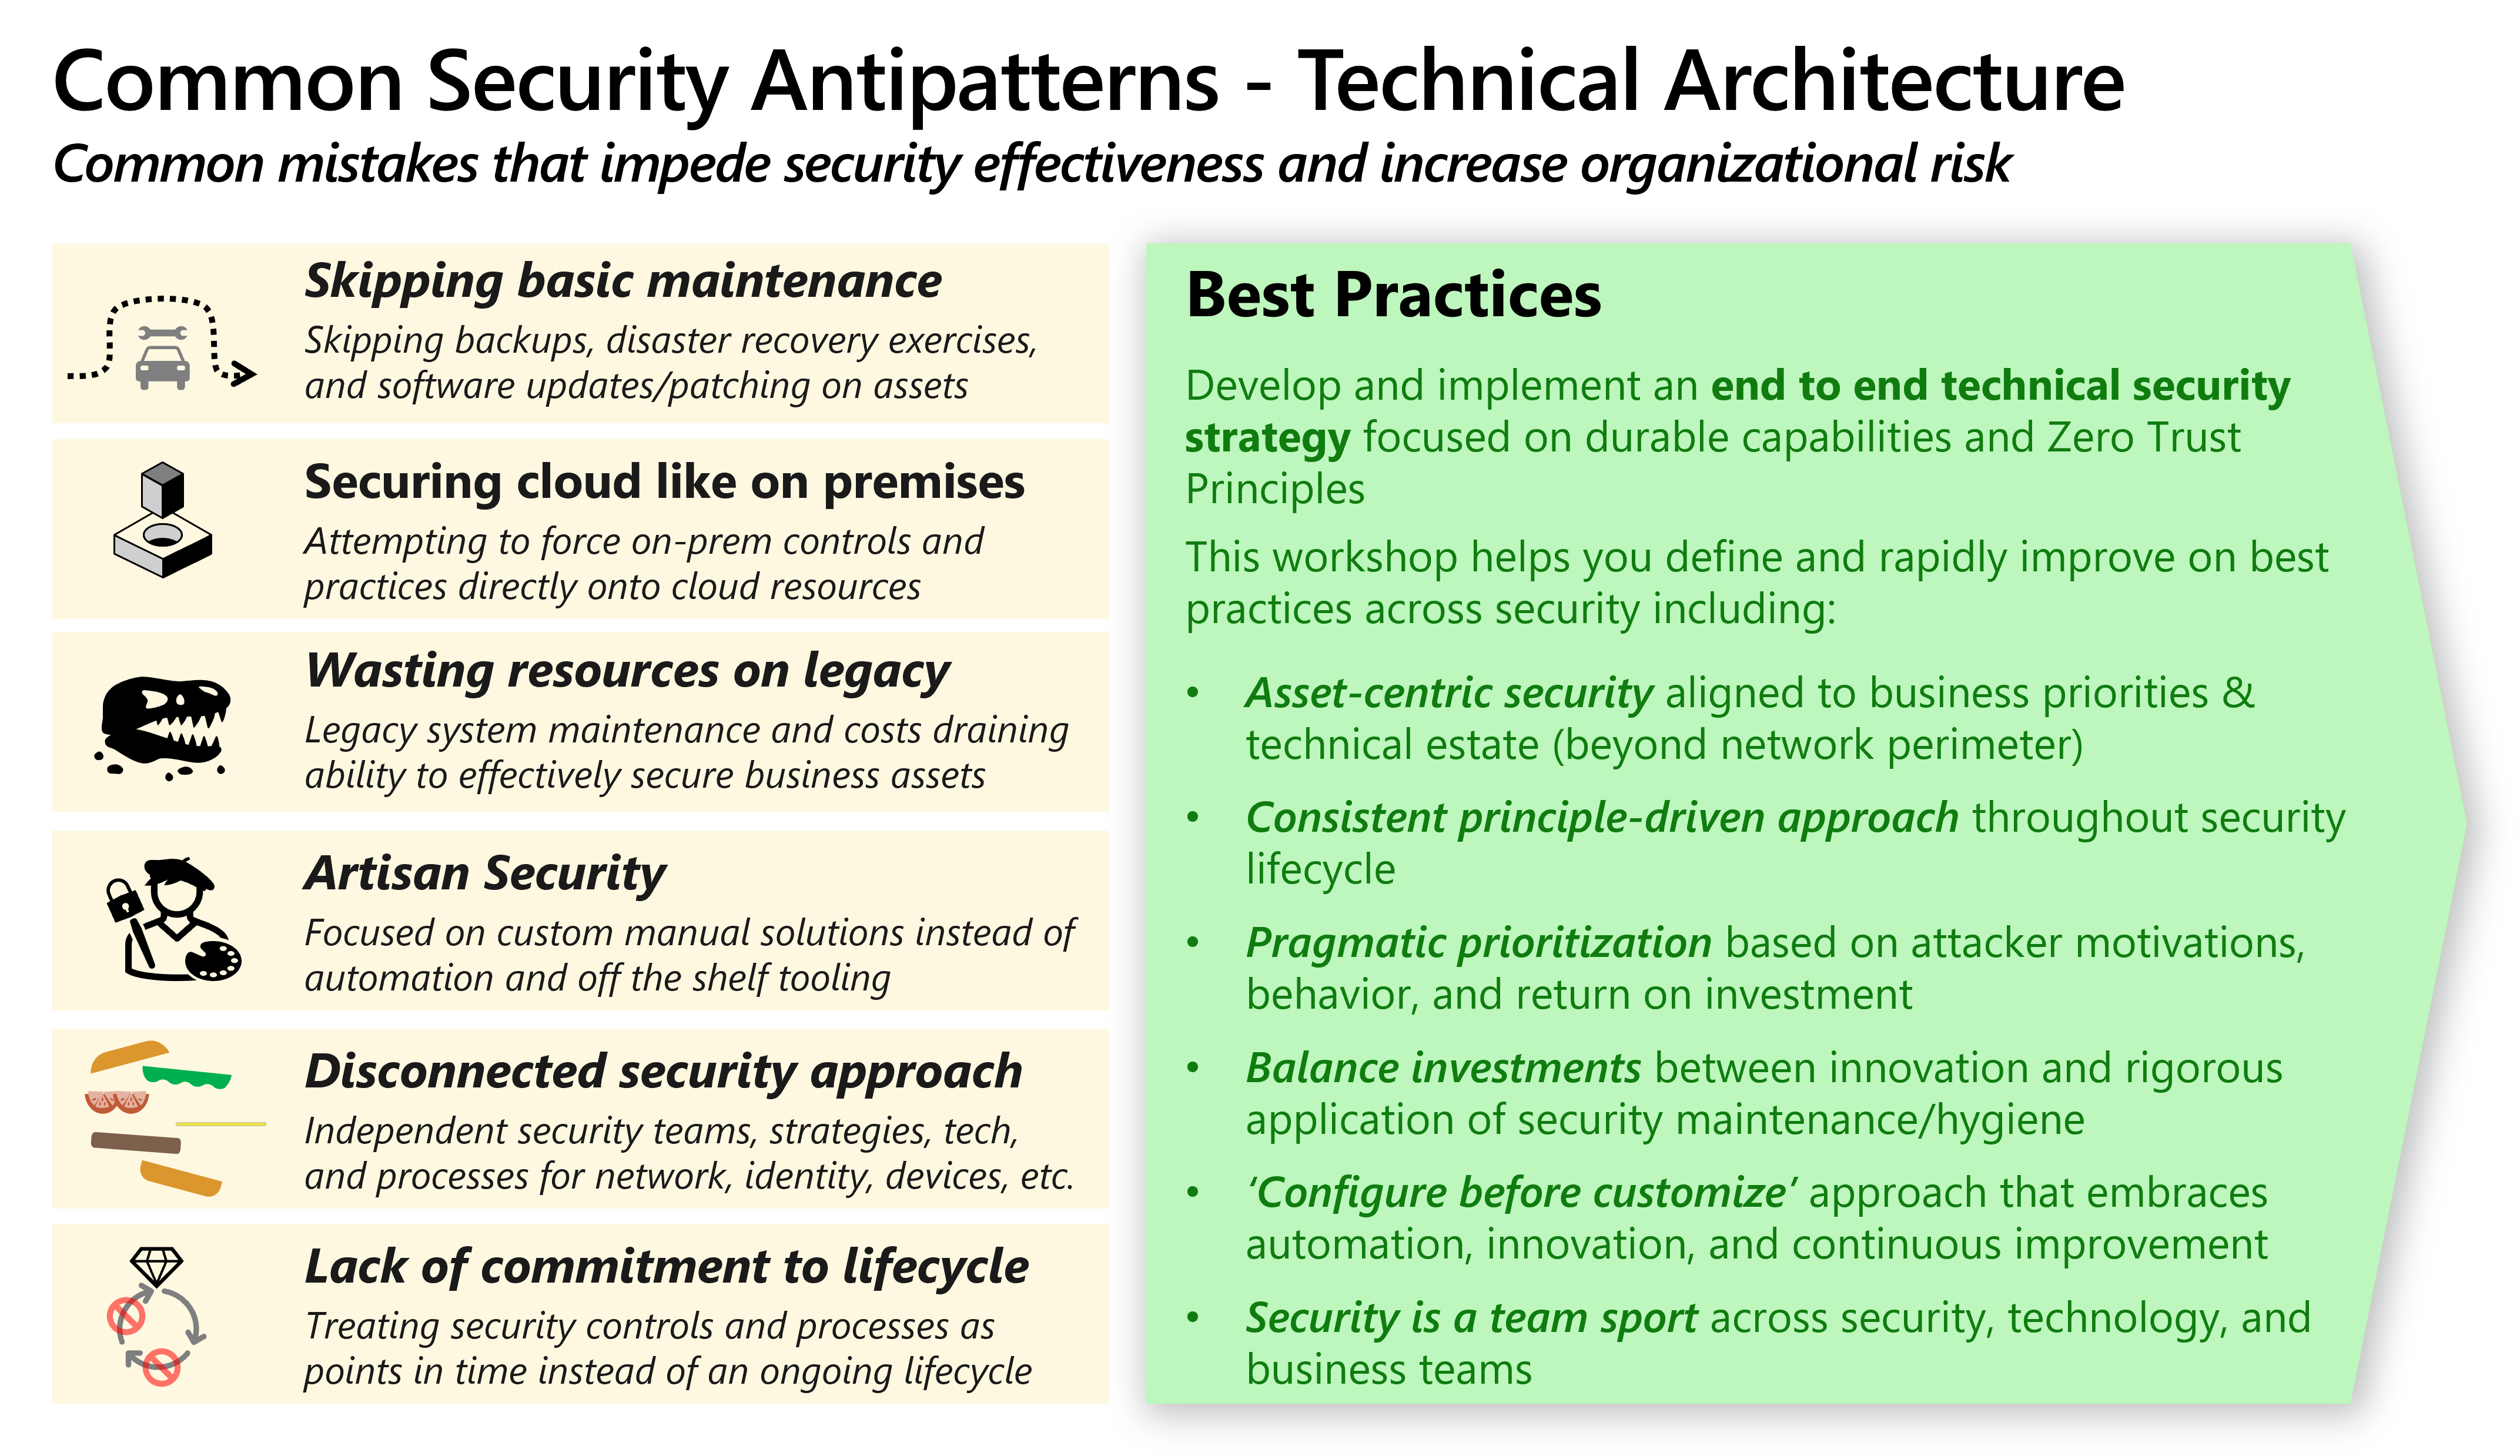 Common Security Antipatterns - Technical Architecture
Common mistakes that impede security effectiveness and increase organizational risk
Skipping basic maintenance
Skipping backups, disaster recovery exercises,
and software updates/patching on assets
Securing cloud like on premises
Attempting to force on-prem controls and
practices directly onto cloud resources
Wasting resources on legacy
Legacy system maintenance and costs draining
ability to effectively secure business assets
Artisan Security
Focused on custom manual solutions instead of
automation and off the shelf tooling
Disconnected security approach
Independent security teams, strategies, tech,
and processes for network, identity, devices, etc.
Lack of commitment to lifecycle
Treating security controls and processes as
points in time instead of an ongoing lifecycle
Best Practices
Develop and implement an end to end technical security
strategy focused on durable capabilities and Zero Trust
Principles
This workshop helps you define and rapidly improve on best
practices across security including:
• Asset-centric security aligned to business priorities &
technical estate (beyond network perimeter)
• Consistent principle-driven approach throughout security
lifecycle
• Pragmatic prioritization based on attacker motivations,
behavior, and return on investment
• Balance investments between innovation and rigorous
application of security maintenance/hygiene
• ‘Configure before customize’ approach that embraces
automation, innovation, and continuous improvement
• Security is a team sport across security, technology, and
business teams